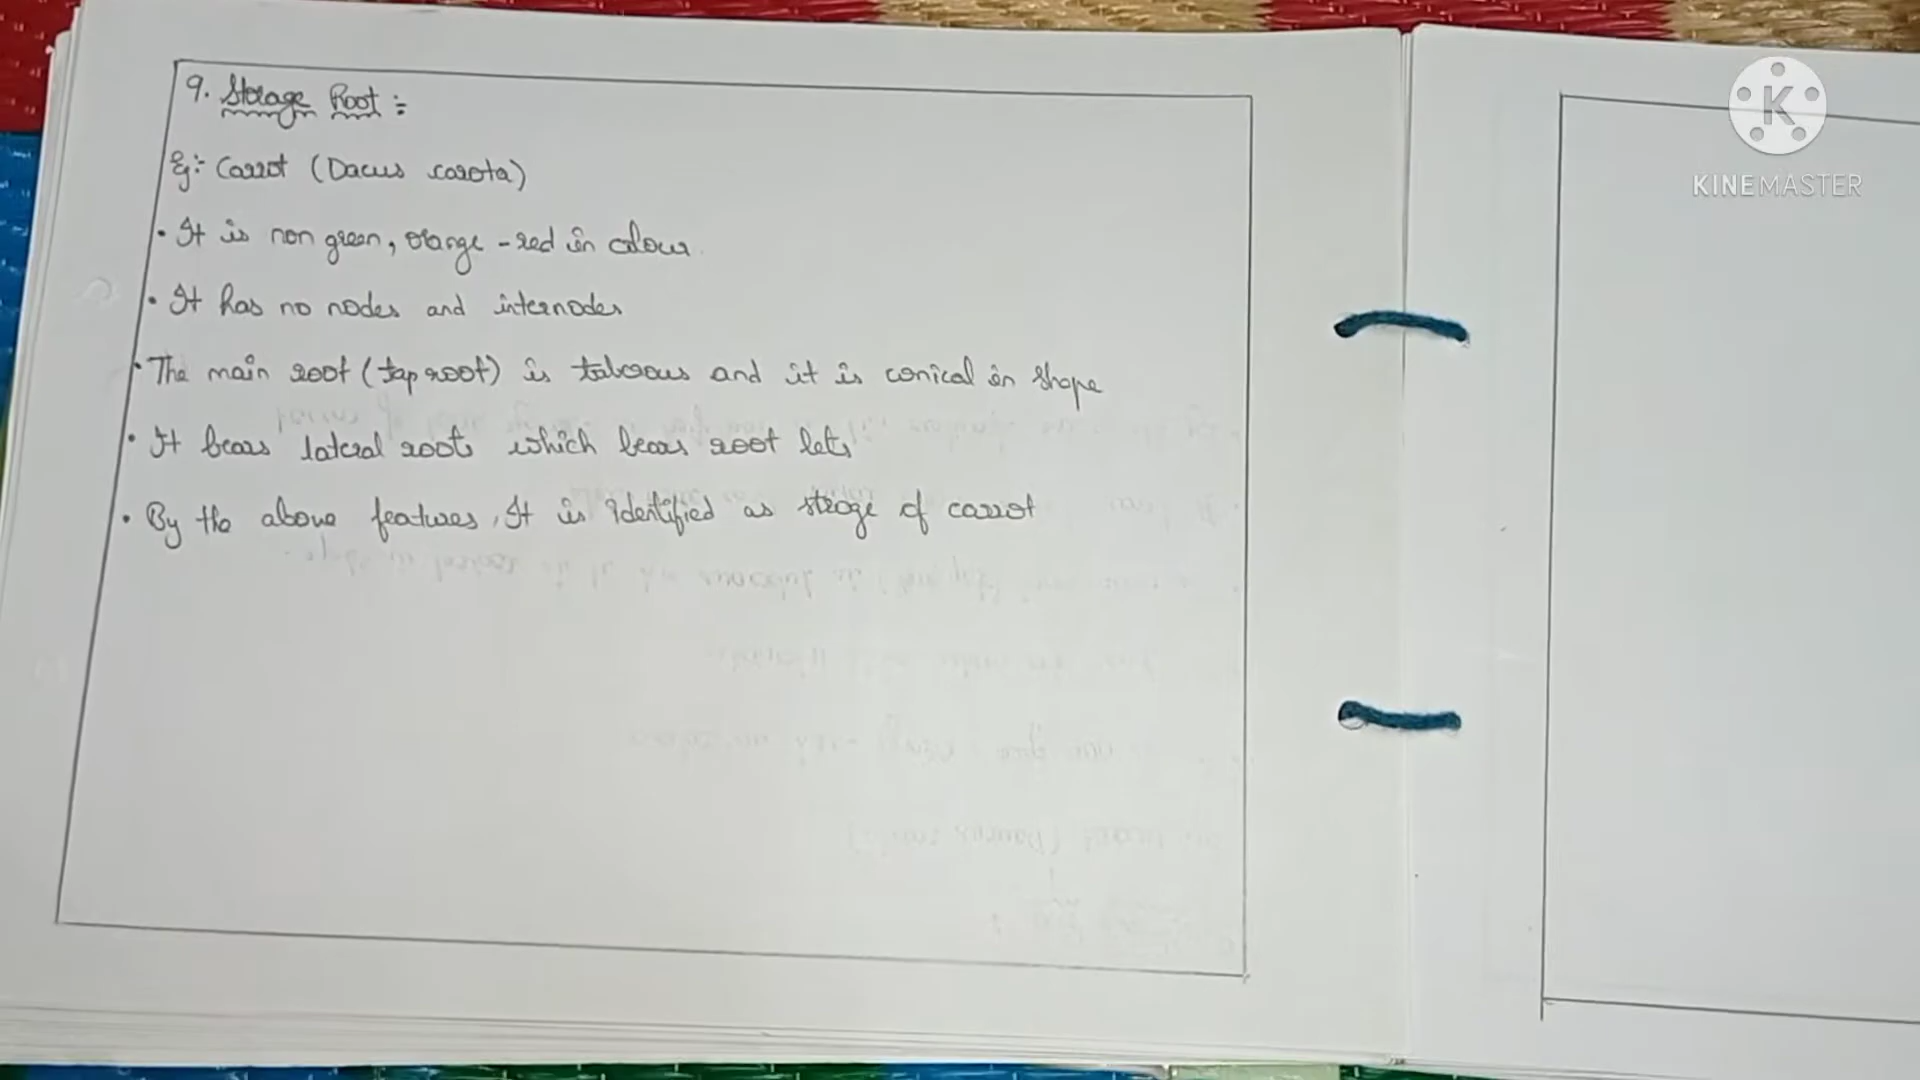 9. Storage Root :-
Eg:- Carrot (Dacus carota)
• It is non green, orange - red in colour.
• It has no nodes and internodes
• The main root (tap root) is tuberous and it is conical in shape
• It bears lateral roots which bears root lets
• By the above features, It is identified as stroge of carrot
K
KINEMASTER